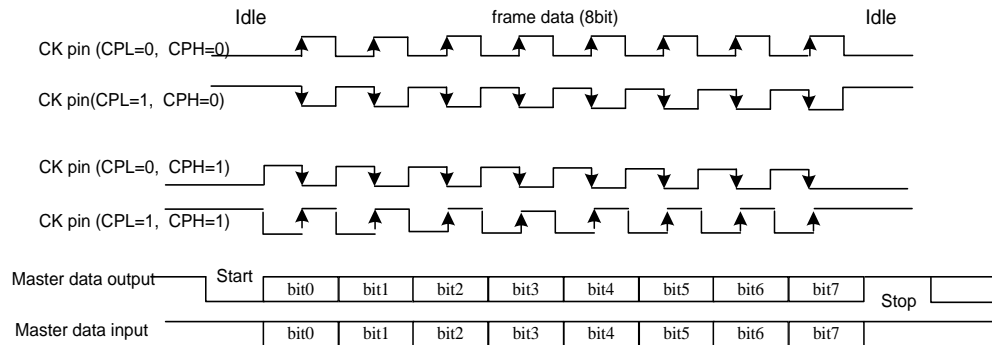 Idle frame data (8bit) Idle
CK pin (CPL=0, CPH=0)
CK pin(CPL=1, CPH=0)
CK pin (CPL=0, CPH=1)
CK pin (CPL=1, CPH=1)
Master data output Start bit0 bit1 bit2 bit3 bit4 bit5 bit6 bit7 Stop
Master data input bit0 bit1 bit2 bit3 bit4 bit5 bit6 bit7